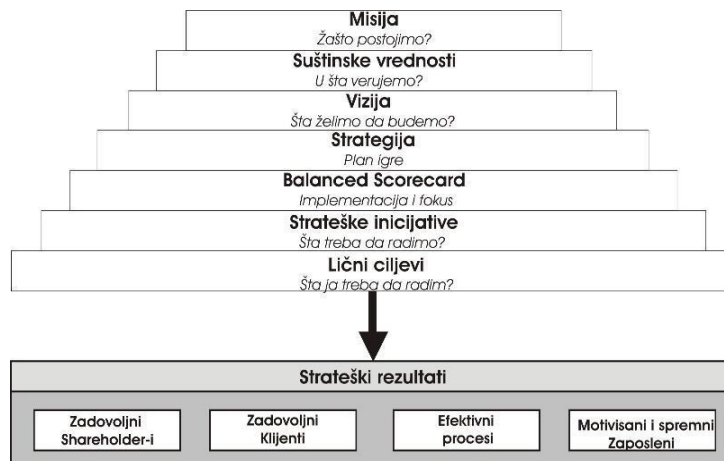 Misija
Žašto postojimo?
Suštinske vrednosti
U šta verujemo?
Vizija
Šta želimo da budemo?
Strategija
Plan igre
Balanced Scorecard
Implementacija i fokus
Strateške inicijative
Šta treba da radimo?
Lični ciljevi
Šta ja treba da radim?
Strateški rezultati
Zadovoljni
Shareholder-i
Zadovoljni
Klijenti
Efektivni
procesi
Motivisani i spremni
Zaposleni